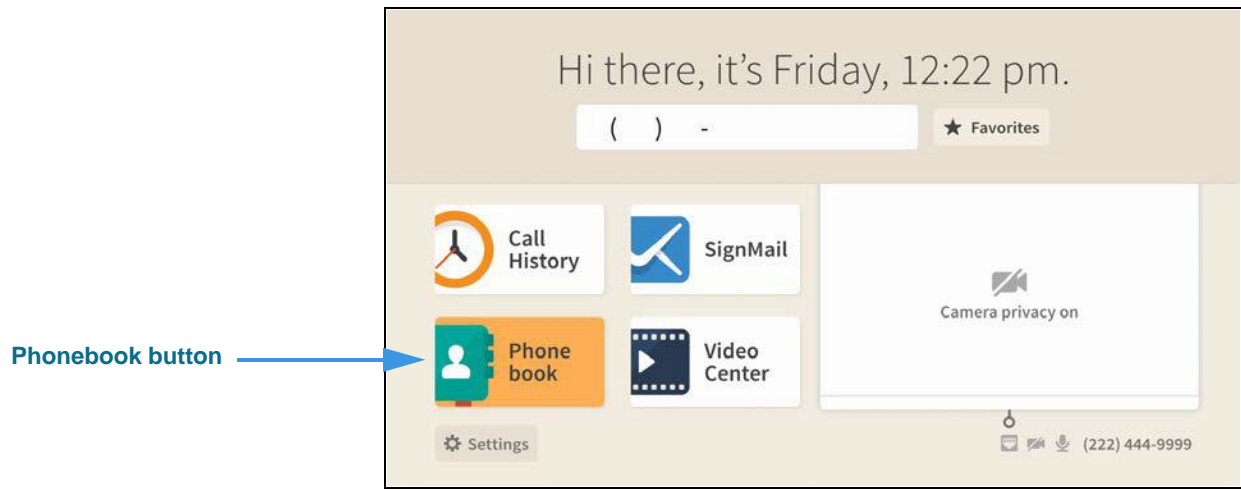 Hi there, it’s Friday, 12:22 pm.
( ) -
Favorites
Call
History
SignMail
Camera privacy on
Phonebook button
Phone
book
Video
Center
Settings
(222) 444-9999